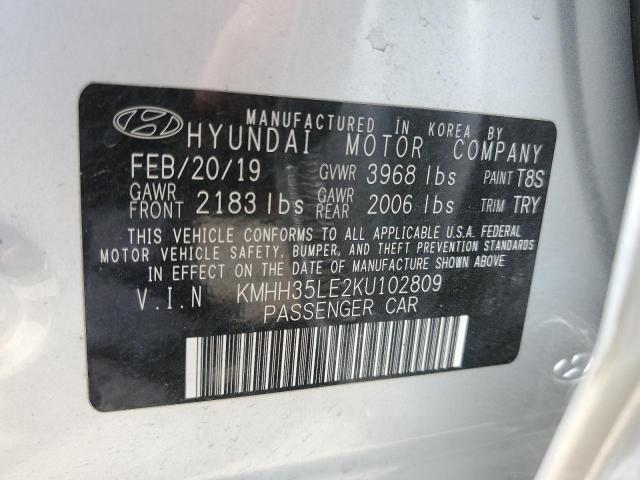 MANUFACTURED IN KOREA BY
HYUNDAI MOTOR COMPANY
FEB/20/19 GVWR 3968 lbs PAINT T8S
GAWR FRONT 2183 lbs GAWR REAR 2006 lbs TRIM TRY
THIS VEHICLE CONFORMS TO ALL APPLICABLE U.S.A. FEDERAL
MOTOR VEHICLE SAFETY, BUMPER, AND THEFT PREVENTION STANDARDS
IN EFFECT ON THE DATE OF MANUFACTURE SHOWN ABOVE.
V.I.N KMHH35LE2KU102809
PASSENGER CAR